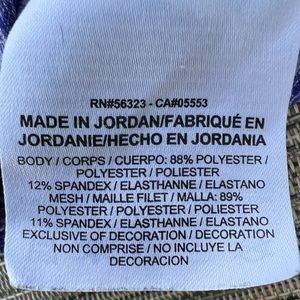 RN#56323 - CA#05553
MADE IN JORDAN/FABRIQUÉ EN
JORDANIE/HECHO EN JORDANIA
BODY / CORPS / CUERPO: 88% POLYESTER /
POLYESTER / POLIESTER
12% SPANDEX / ELASTHANNE / ELASTANO
MESH / MAILLE FILET / MALLA: 89%
POLYESTER / POLYESTER / POLIESTER
11% SPANDEX / ELASTHANNE / ELASTANO
EXCLUSIVE OF DECORATION / DECORATION
NON COMPRISE / NO INCLUYE LA
DECORACION